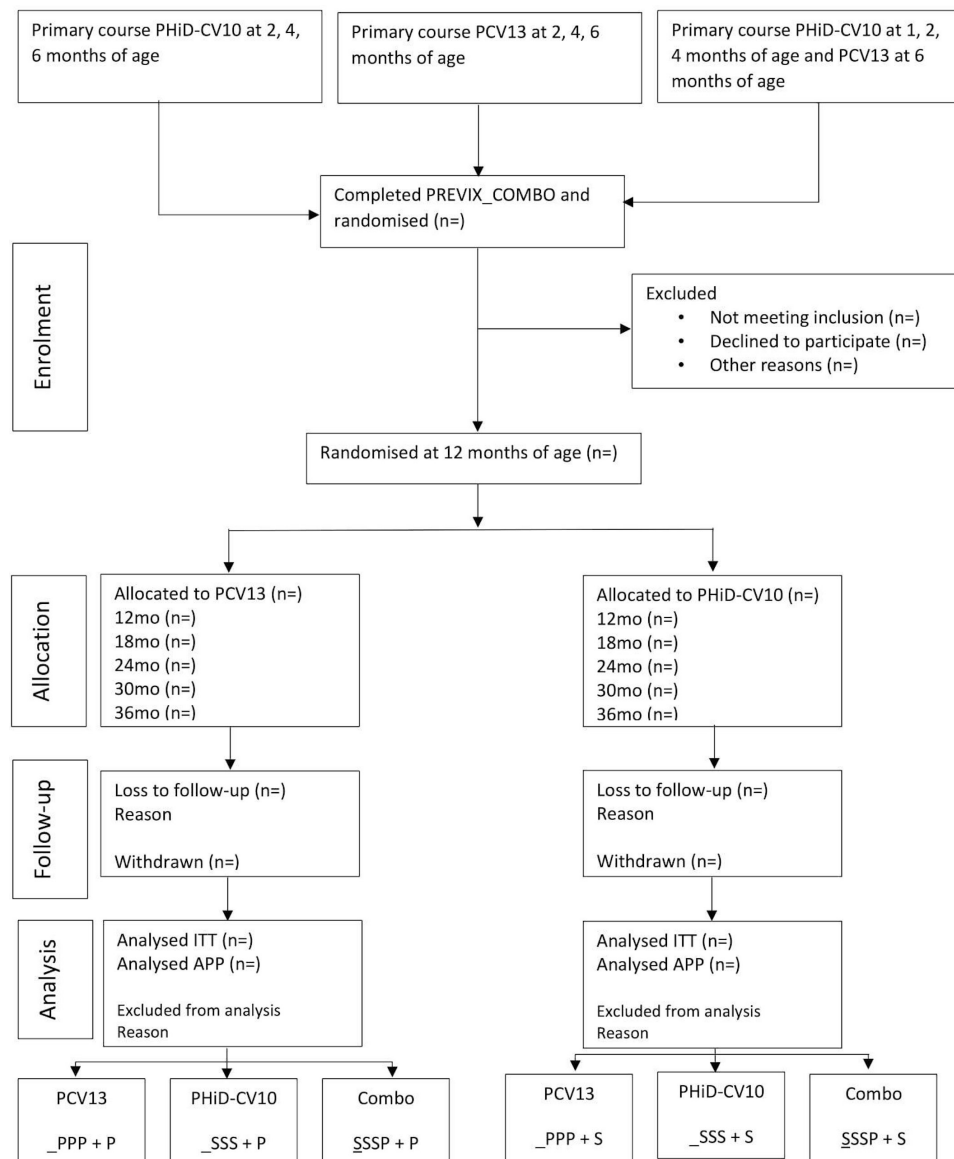 Primary course PHiD-CV10 at 2, 4,
6 months of age
Primary course PCV13 at 2, 4, 6
months of age
Primary course PHiD-CV10 at 1, 2,
4 months of age and PCV13 at 6
months of age
Completed PREVIX_COMBO and
randomised (n=)
Enrolment
Excluded
• Not meeting inclusion (n=)
• Declined to participate (n=)
• Other reasons (n=)
Randomised at 12 months of age (n=)
Allocation
Allocated to PCV13 (n=)
12mo (n=)
18mo (n=)
24mo (n=)
30mo (n=)
36mo (n=)
Allocated to PHiD-CV10 (n=)
12mo (n=)
18mo (n=)
24mo (n=)
30mo (n=)
36mo (n=)
Follow-up
Loss to follow-up (n=)
Reason
Withdrawn (n=)
Loss to follow-up (n=)
Reason
Withdrawn (n=)
Analysis
Analysed ITT (n=)
Analysed APP (n=)
Excluded from analysis
Reason
Analysed ITT (n=)
Analysed APP (n=)
Excluded from analysis
Reason
PCV13
_PPP + P
PHiD-CV10
_SSS + P
Combo
SSSP + P
PCV13
_PPP + S
PHiD-CV10
_SSS + S
Combo
SSSP + S